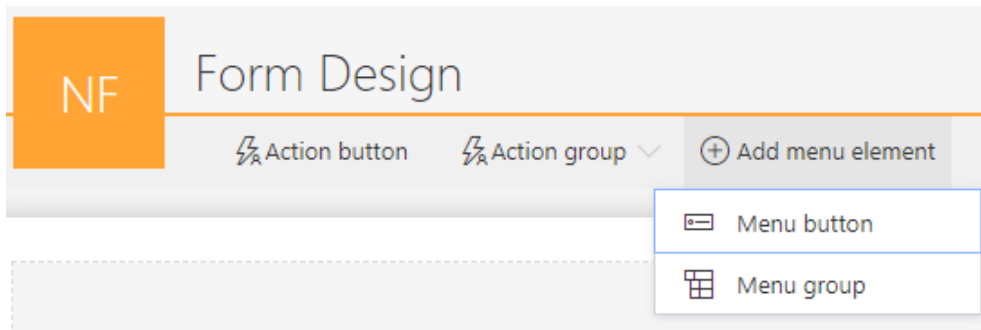 NF
Form Design
Action button Action group Add menu element
Menu button
Menu group